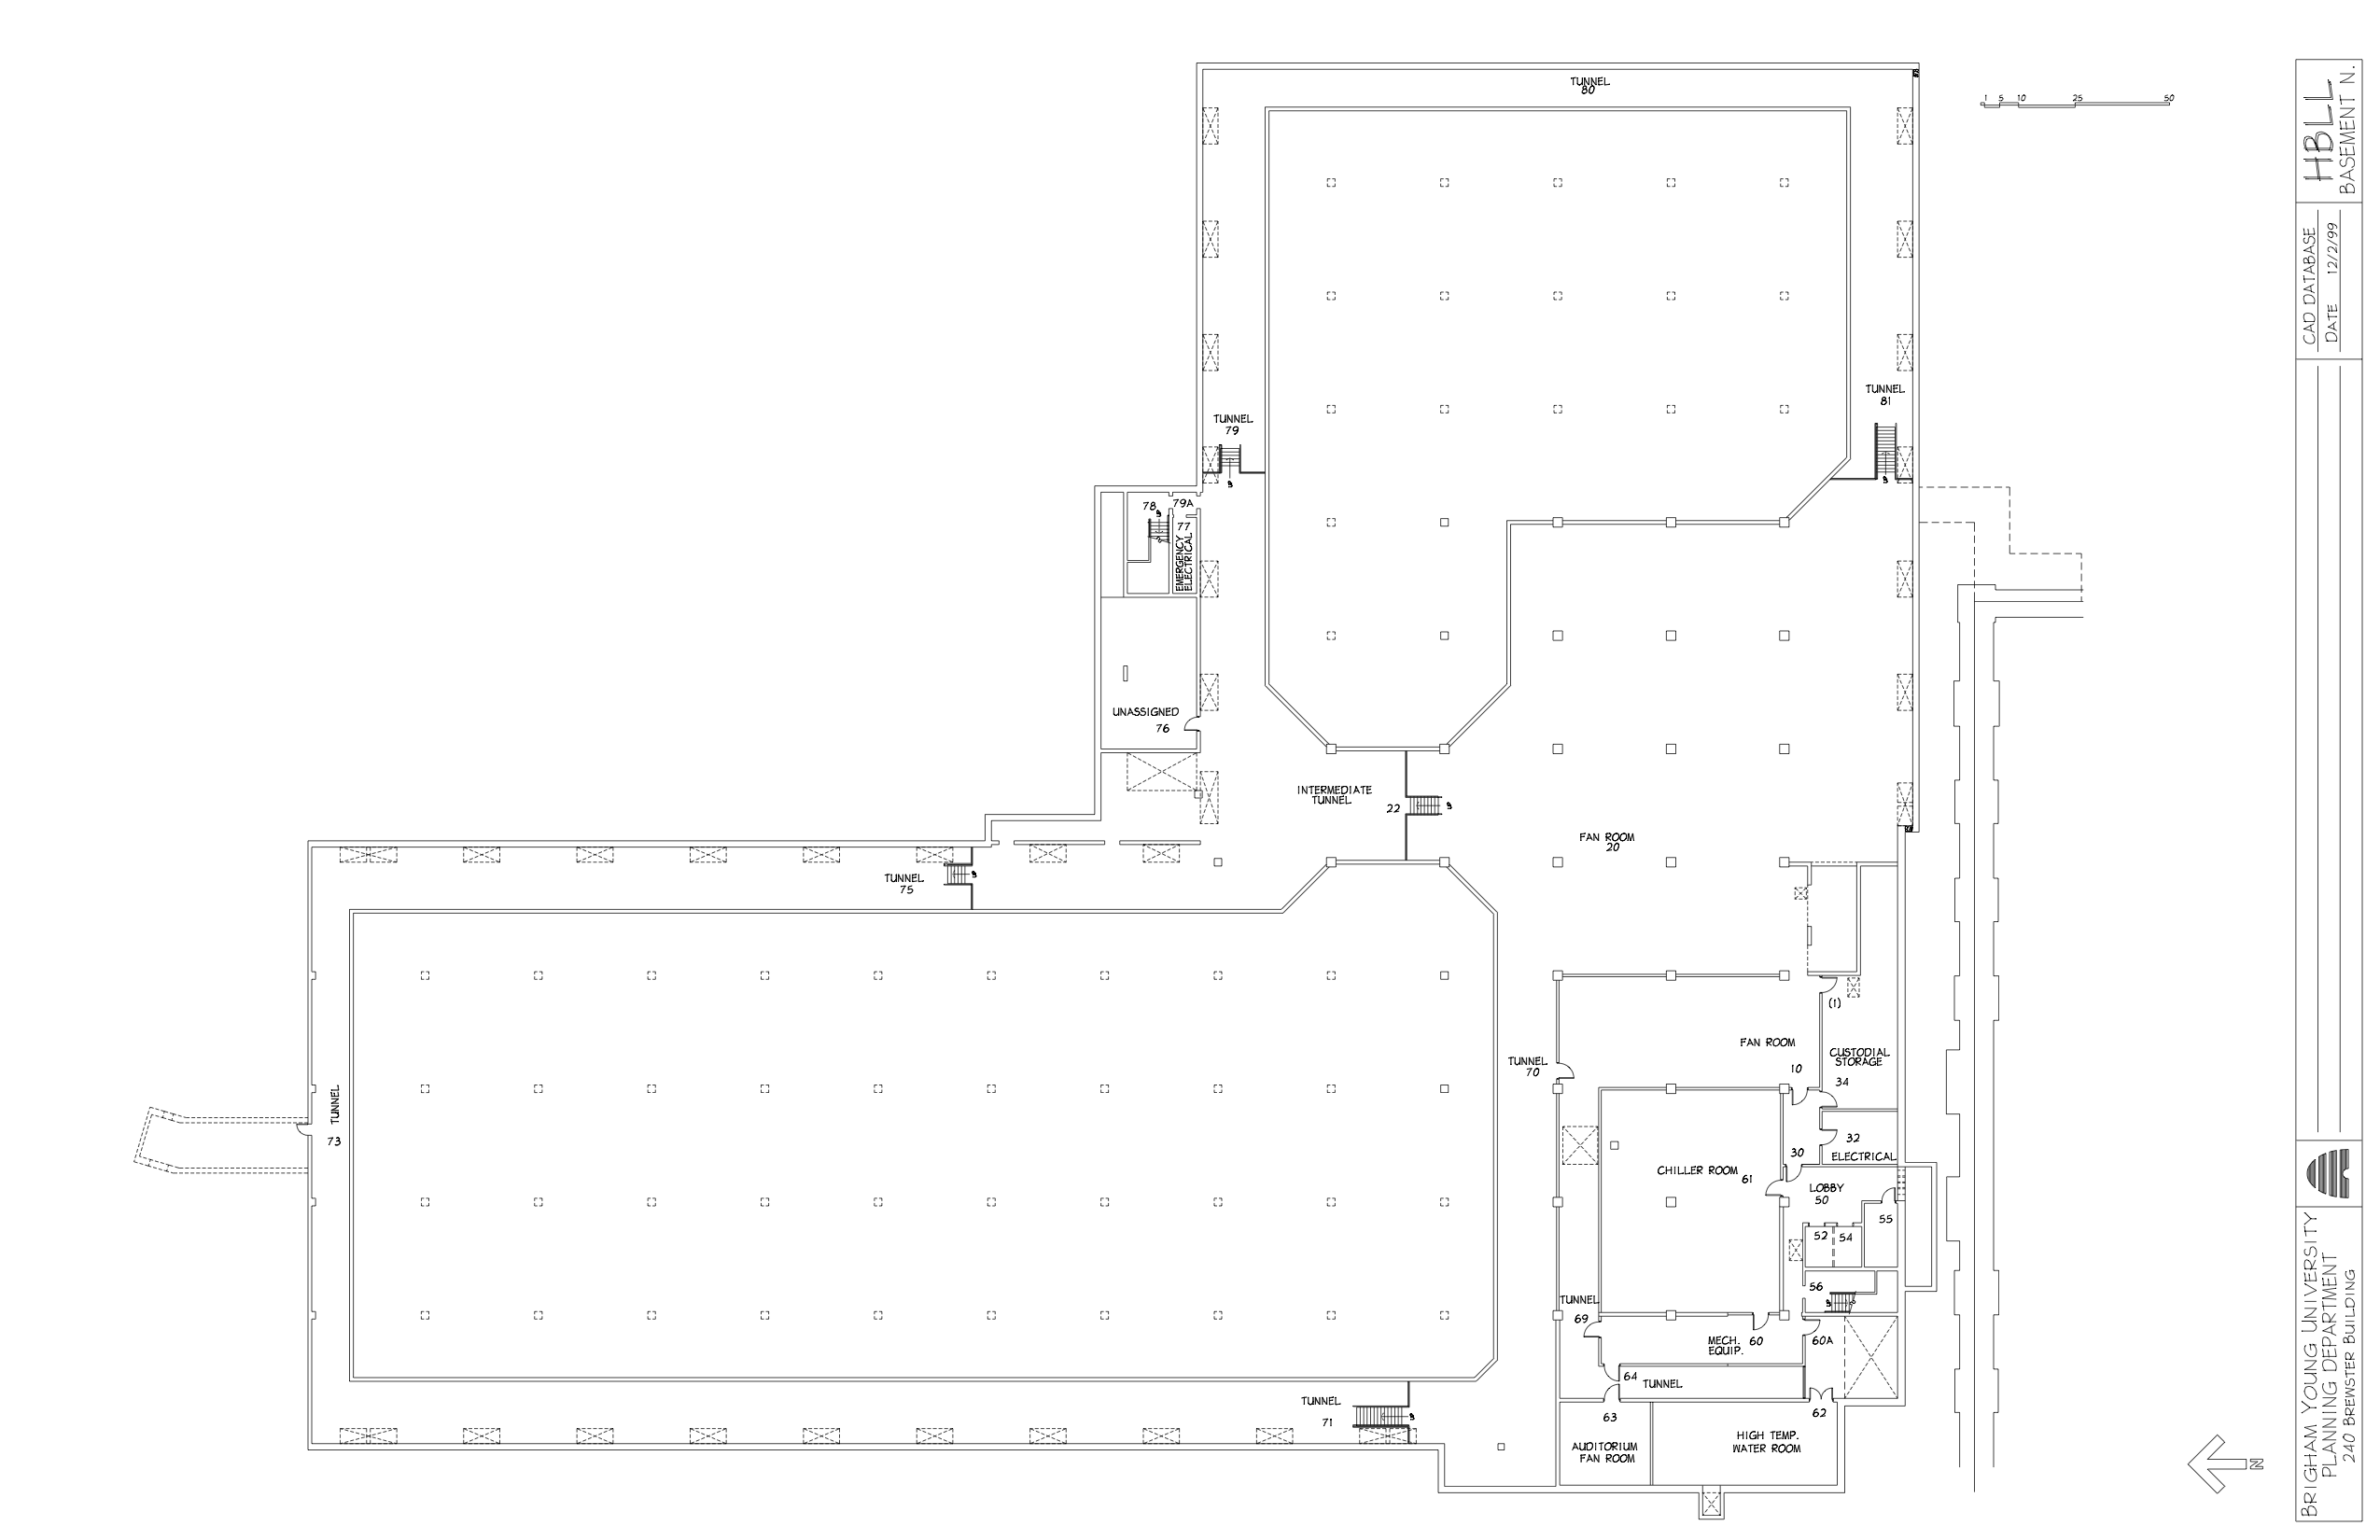 TUNNEL
80
1 5 10 25 50
TUNNEL
81
TUNNEL
79
78
79A
77
EMERGENCY
ELECTRICAL
UNASSIGNED
76
INTERMEDIATE
TUNNEL
22
FAN ROOM
20
TUNNEL
75
(1)
FAN ROOM
10
CUSTODIAL
STORAGE
34
TUNNEL
70
TUNNEL
73
32
ELECTRICAL
30
CHILLER ROOM
61
LOBBY
50
55
52
54
56
TUNNEL
69
MECH. 60
EQUIP.
60A
64
TUNNEL
63
62
TUNNEL
71
AUDITORIUM
FAN ROOM
HIGH TEMP.
WATER ROOM
N
HBLL
BASEMENT N.
CAD DATABASE
DATE 12/2/99
BRIGHAM YOUNG UNIVERSITY
PLANNING DEPARTMENT
240 BREWSTER BUILDING